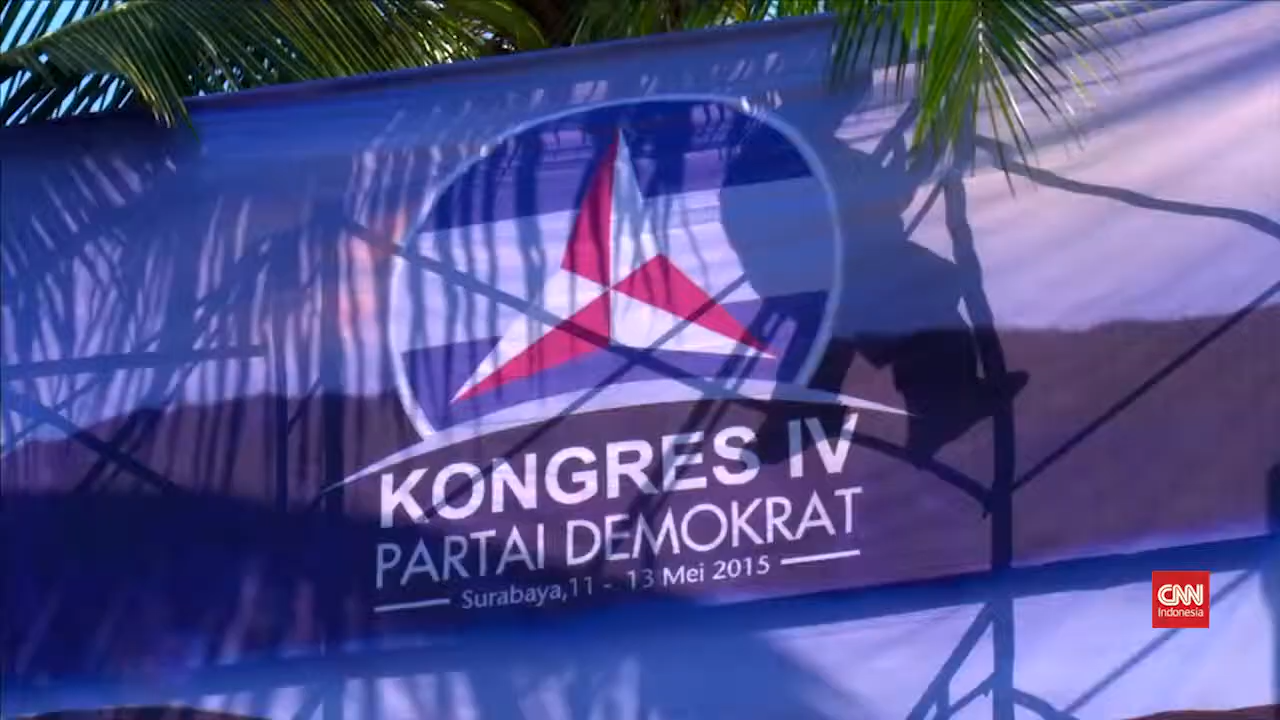 KONGRES IV
PARTAI DEMOKRAT
Surabaya, 11 - 13 Mei 2015
CNN
Indonesia